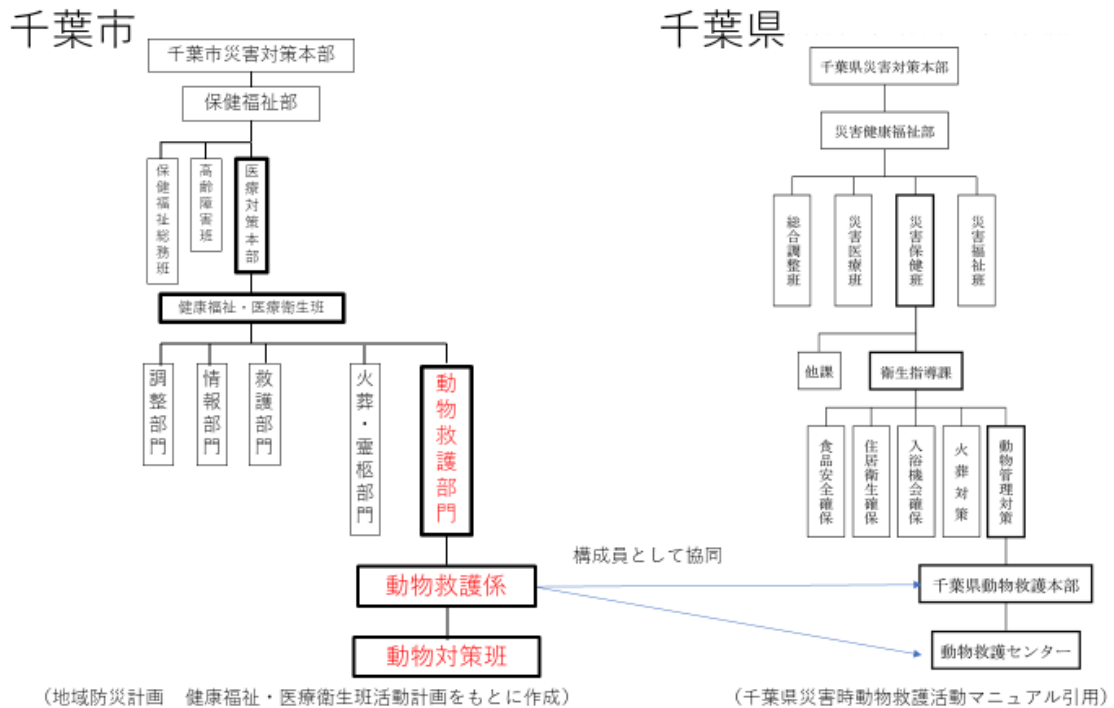 千葉市
千葉市災害対策本部
保健福祉部
保健福祉総務班
高齢障害班
医療対策本部
健康福祉・医療衛生班
調整部門
情報部門
救護部門
火葬・霊枢部門
動物救護部門
動物救護係
動物対策班
(地域防災計画 健康福祉・医療衛生班活動計画をもとに作成)
構成員として協同
千葉県
千葉県災害対策本部
災害健康福祉部
総合調整班
災害医療班
災害保健班
災害福祉班
他課
衛生指導課
食品安全確保
住居衛生確保
入浴機会確保
火葬対策
動物管理対策
千葉県動物救護本部
動物救護センター
(千葉県災害時動物救護活動マニュアル引用)